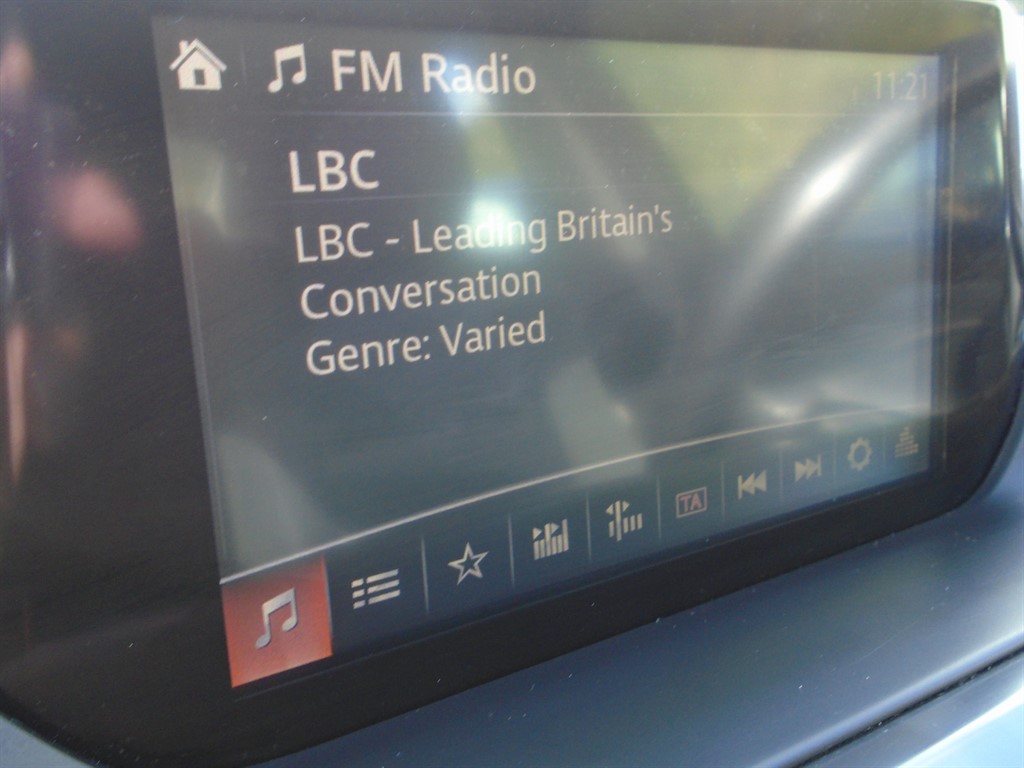 FM Radio
11:21
LBC
LBC - Leading Britain's
Conversation
Genre: Varied
TA